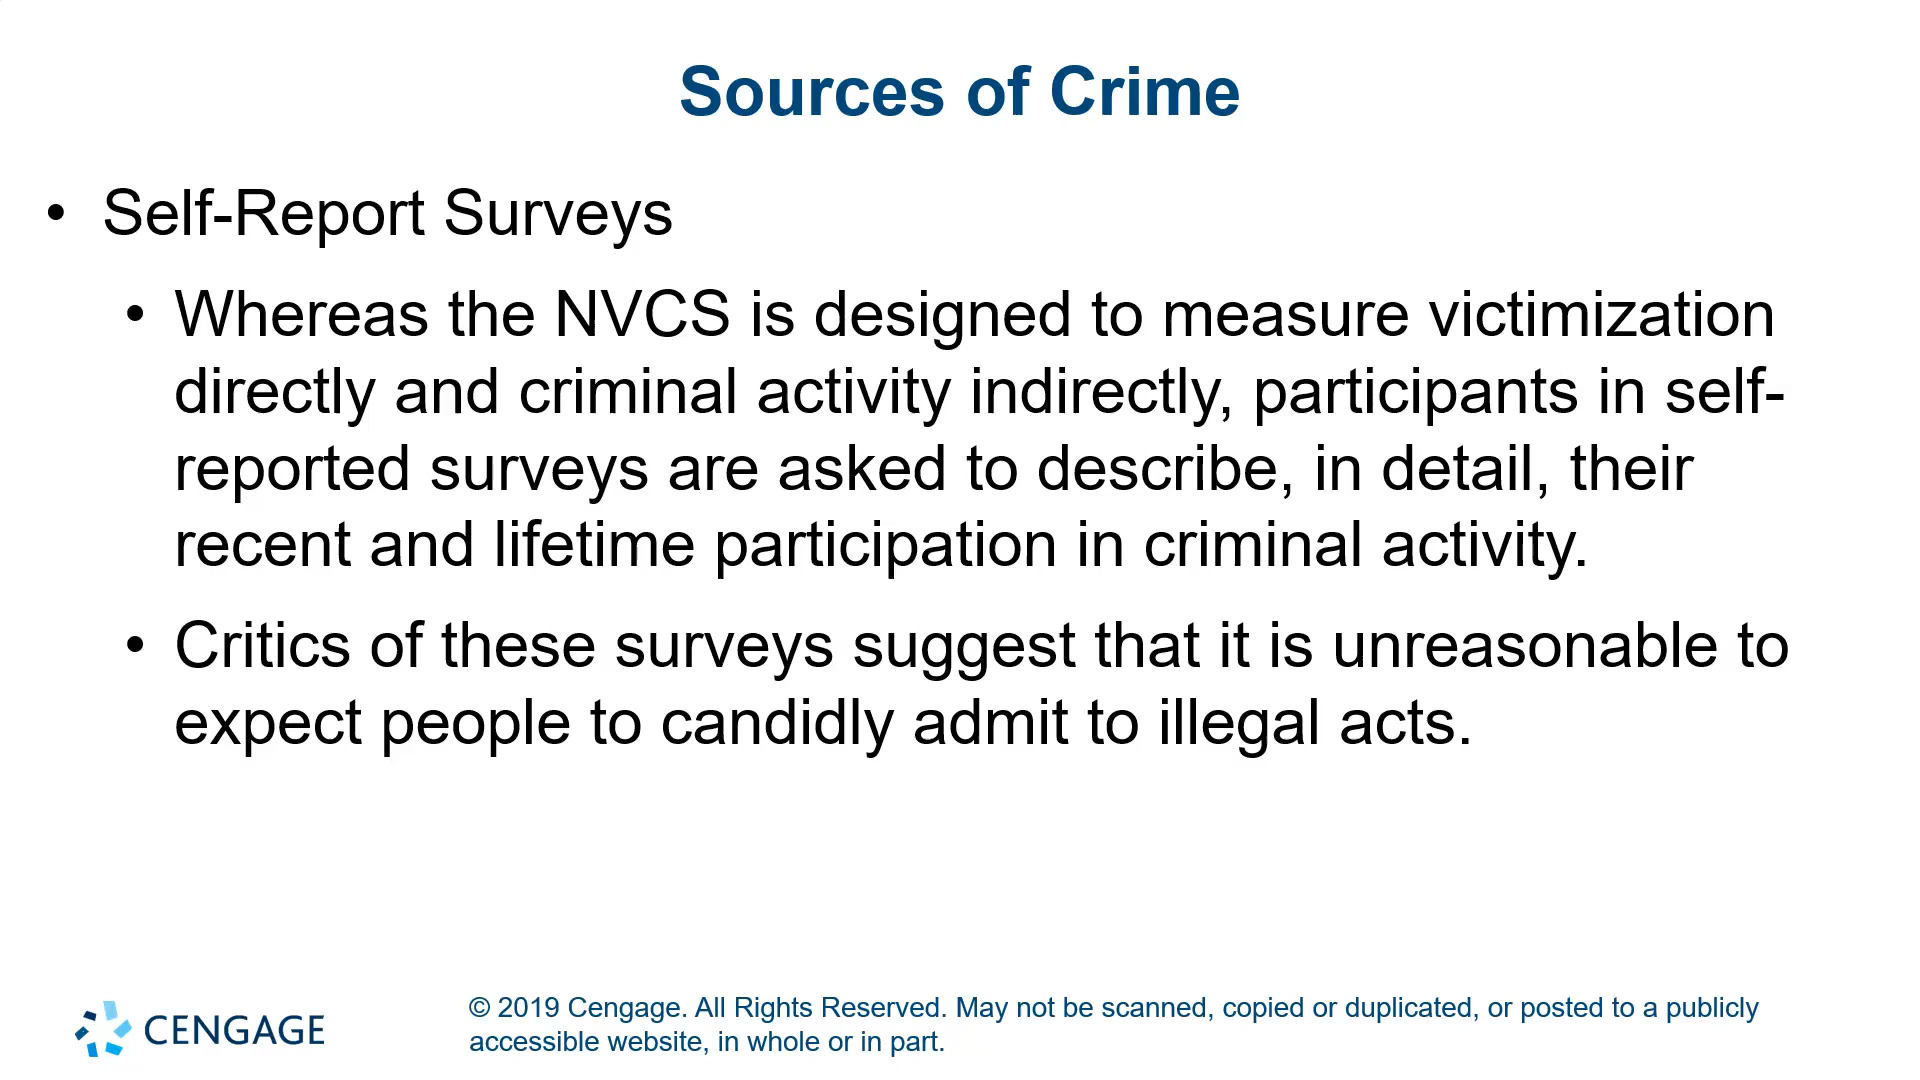 Sources of Crime
• Self-Report Surveys
• Whereas the NVCS is designed to measure victimization
directly and criminal activity indirectly, participants in self-
reported surveys are asked to describe, in detail, their
recent and lifetime participation in criminal activity.
• Critics of these surveys suggest that it is unreasonable to
expect people to candidly admit to illegal acts.
CENGAGE
© 2019 Cengage. All Rights Reserved. May not be scanned, copied or duplicated, or posted to a publicly
accessible website, in whole or in part.